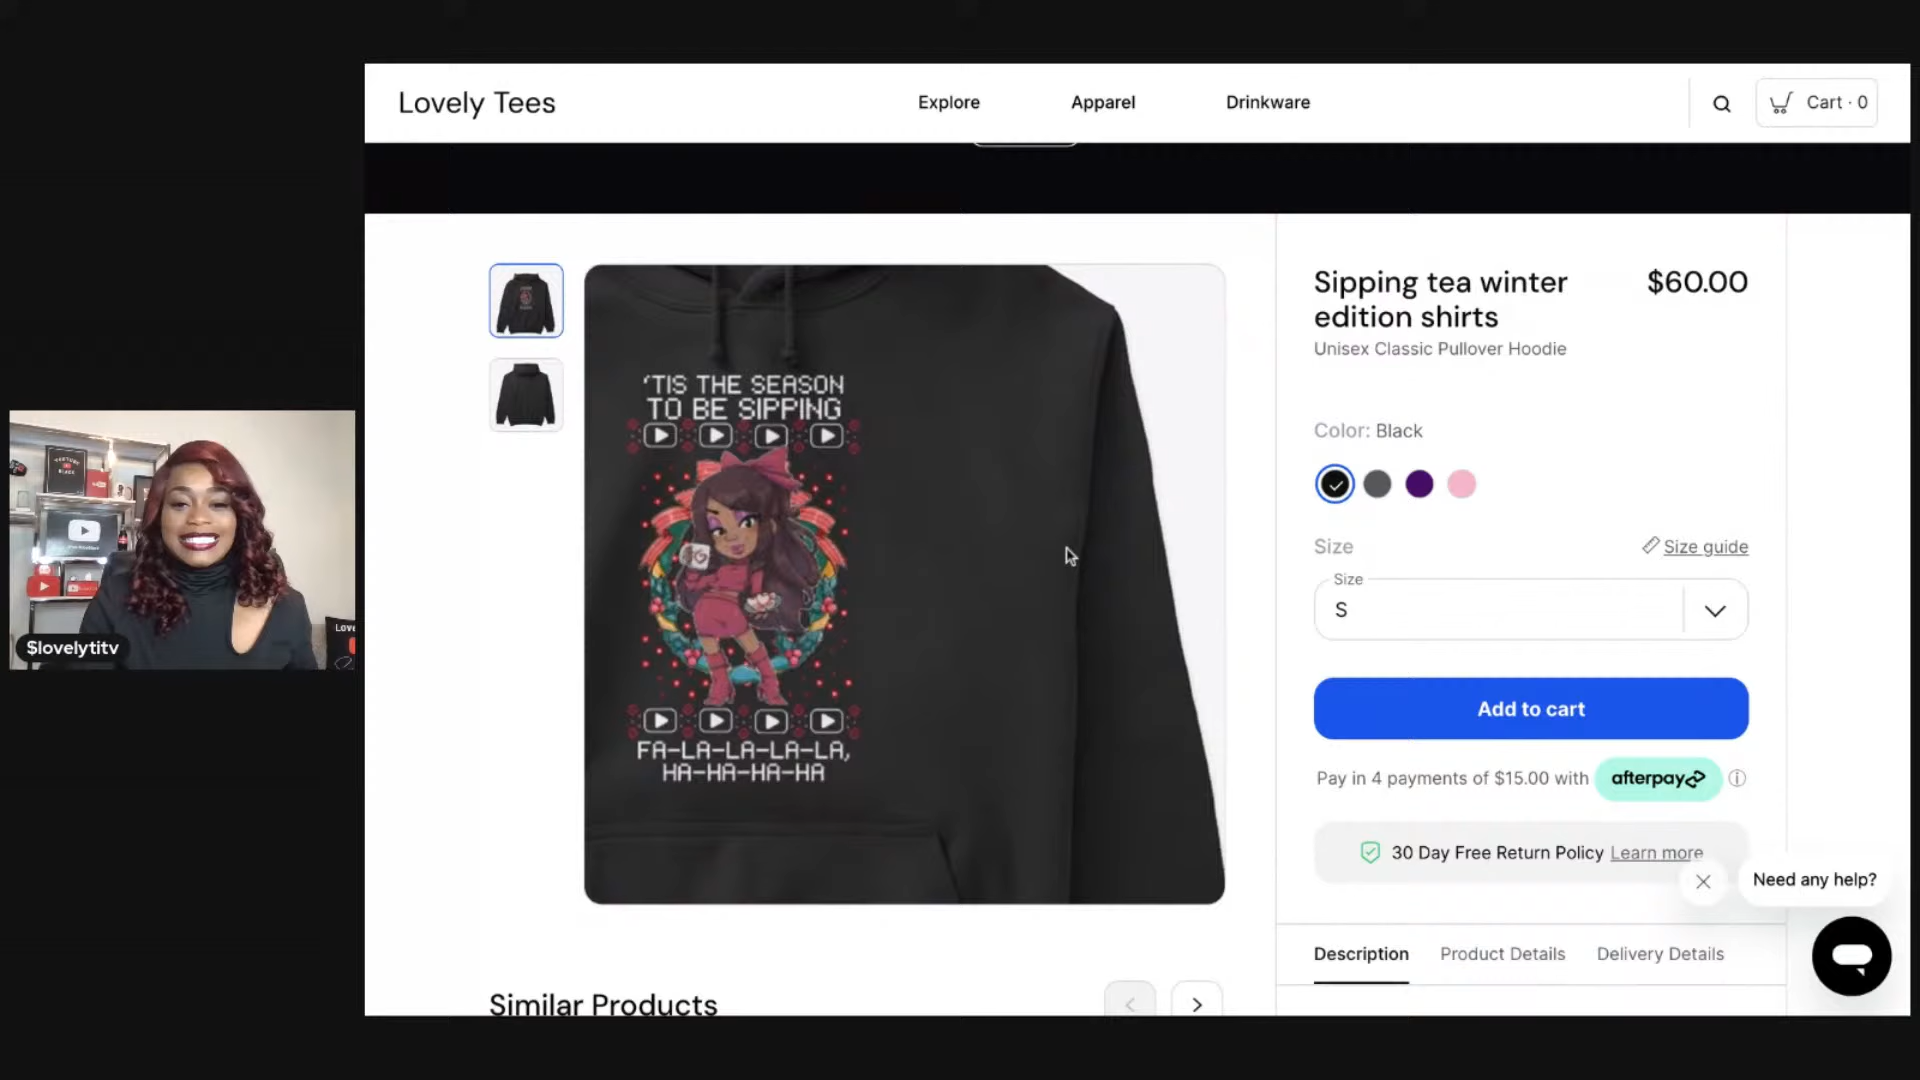 Lovely Tees
Explore
Apparel
Drinkware
Cart · 0
'TIS THE SEASON
TO BE SIPPING
FA-LA-LA-LA-LA,
HA-HA-HA-HA
Sipping tea winter
edition shirts
$60.00
Unisex Classic Pullover Hoodie
Color: Black
Size
Size guide
Size
S
Add to cart
Pay in 4 payments of $15.00 with
afterpay
30 Day Free Return Policy Learn more
Need any help?
Description
Product Details
Delivery Details
Similar Products
$lovelytitv